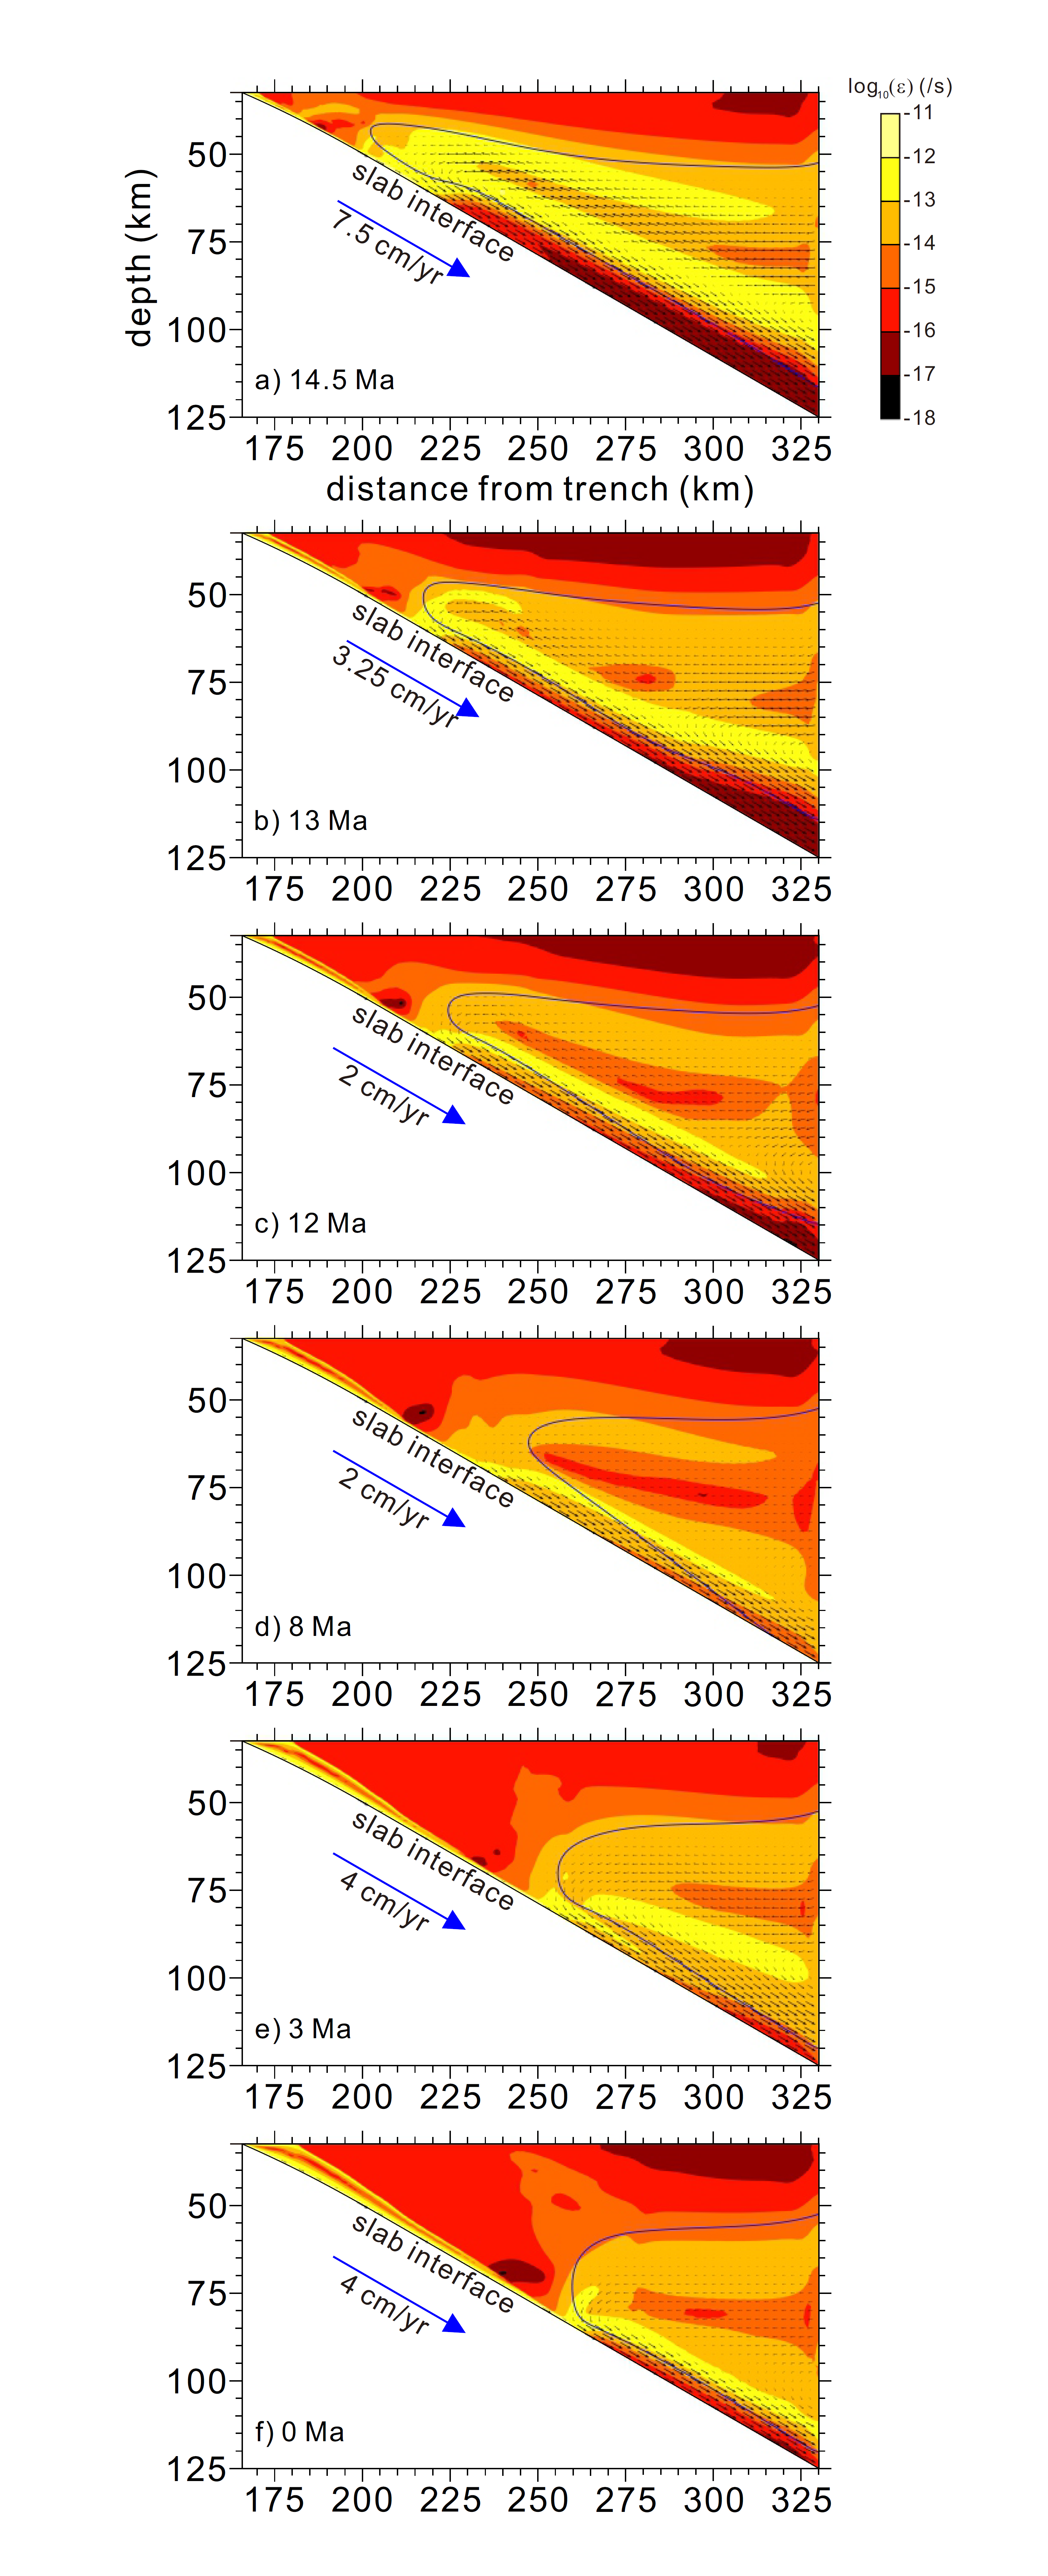 log₁₀(ε) (/s)
-11
-12
-13
-14
-15
-16
-17
-18
depth (km)
50
75
100
125
slab interface
7.5 cm/yr
a) 14.5 Ma
175 200 225 250 275 300 325
distance from trench (km)
50
75
100
125
slab interface
3.25 cm/yr
b) 13 Ma
175 200 225 250 275 300 325
50
75
100
125
slab interface
2 cm/yr
c) 12 Ma
175 200 225 250 275 300 325
50
75
100
125
slab interface
2 cm/yr
d) 8 Ma
175 200 225 250 275 300 325
50
75
100
125
slab interface
4 cm/yr
e) 3 Ma
175 200 225 250 275 300 325
50
75
100
125
slab interface
4 cm/yr
f) 0 Ma
175 200 225 250 275 300 325